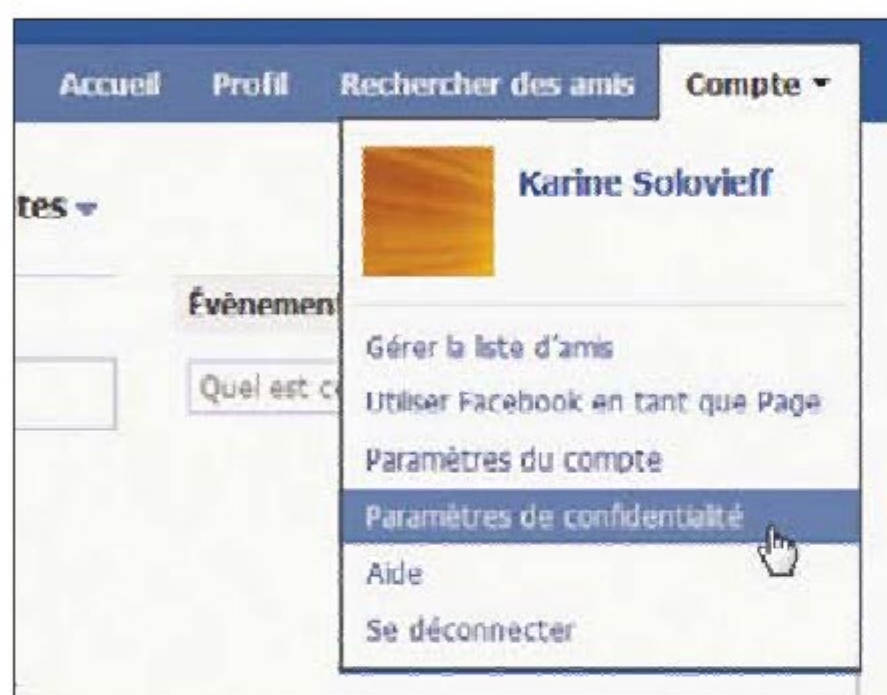 Accueil Profil Rechercher des amis Compte
Karine Solovieff
tes
Évènement
Quel est ce
Gérer la liste d'amis
Utiliser Facebook en tant que Page
Paramètres du compte
Paramètres de confidentialité
Aide
Se déconnecter